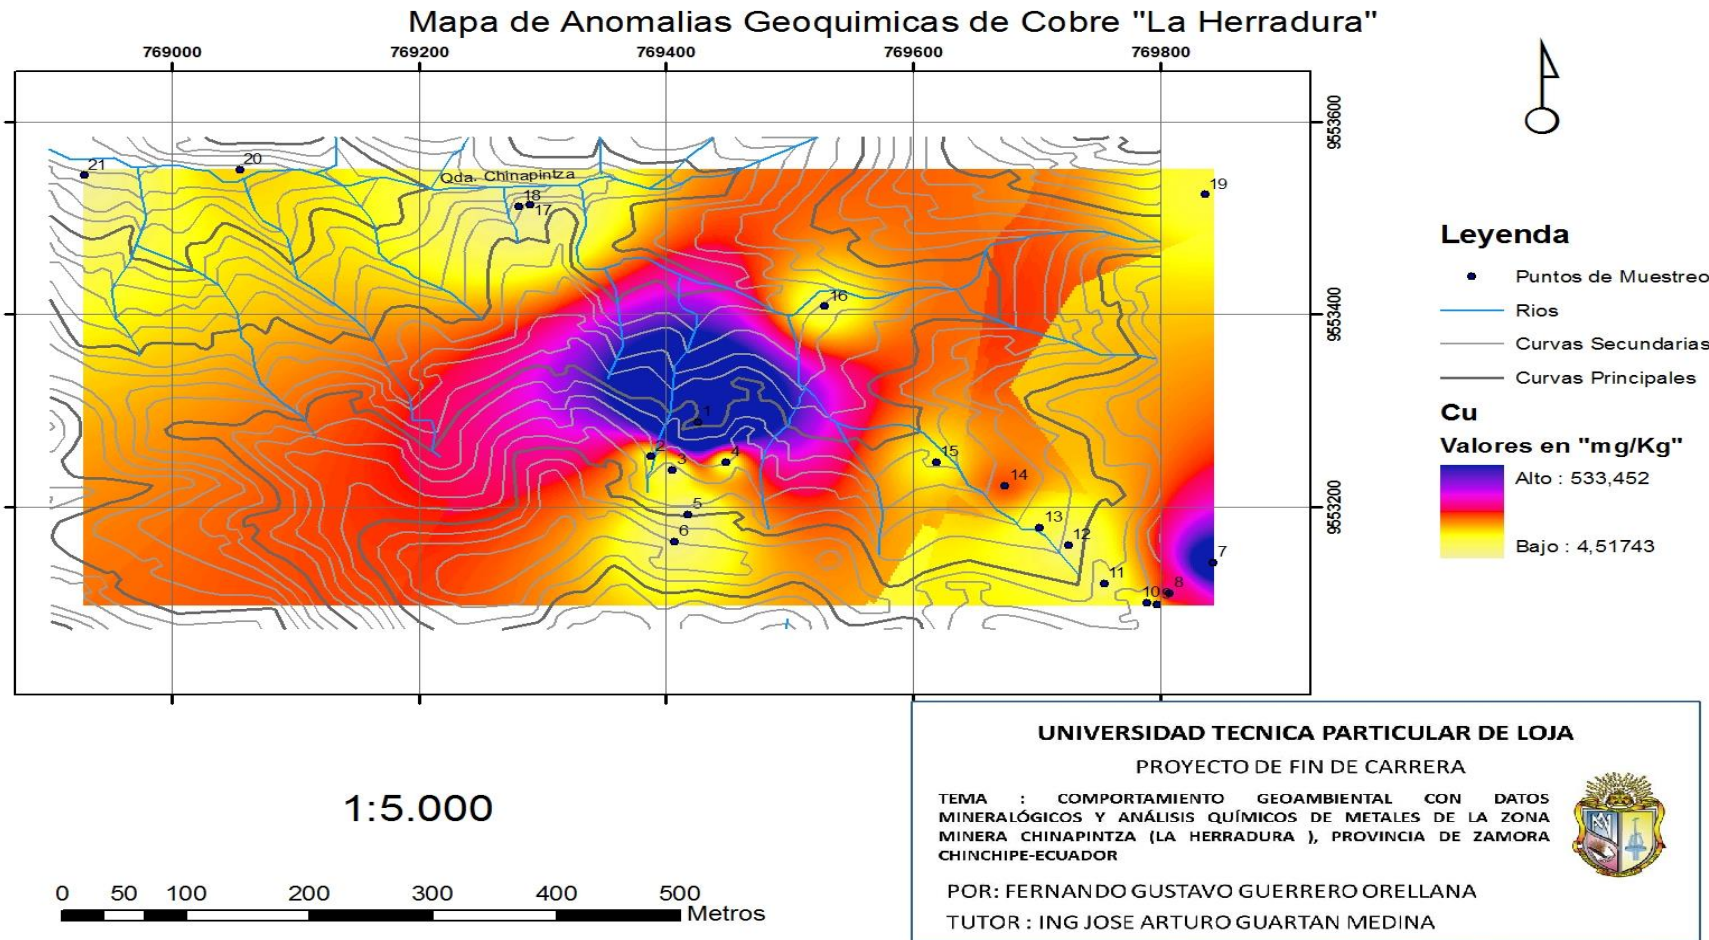 Mapa de Anomalias Geoquimicas de Cobre "La Herradura"
769000 769200 769400 769600 769800
9553600
9553400
9553200
21
20
Qda. Chinapintza
18
17
19
16
1
2
3
4
15
14
5
6
13
12
7
11
10
8
Leyenda
Puntos de Muestreo
Rios
Curvas Secundarias
Curvas Principales
Cu
Valores en "mg/Kg"
Alto : 533,452
Bajo : 4,51743
1:5.000
0 50 100 200 300 400 500
Metros
UNIVERSIDAD TECNICA PARTICULAR DE LOJA
PROYECTO DE FIN DE CARRERA
TEMA : COMPORTAMIENTO GEOAMBIENTAL CON DATOS
MINERALÓGICOS Y ANÁLISIS QUÍMICOS DE METALES DE LA ZONA
MINERA CHINAPINTZA (LA HERRADURA ), PROVINCIA DE ZAMORA
CHINCHIPE-ECUADOR
POR: FERNANDO GUSTAVO GUERRERO ORELLANA
TUTOR : ING JOSE ARTURO GUARTAN MEDINA